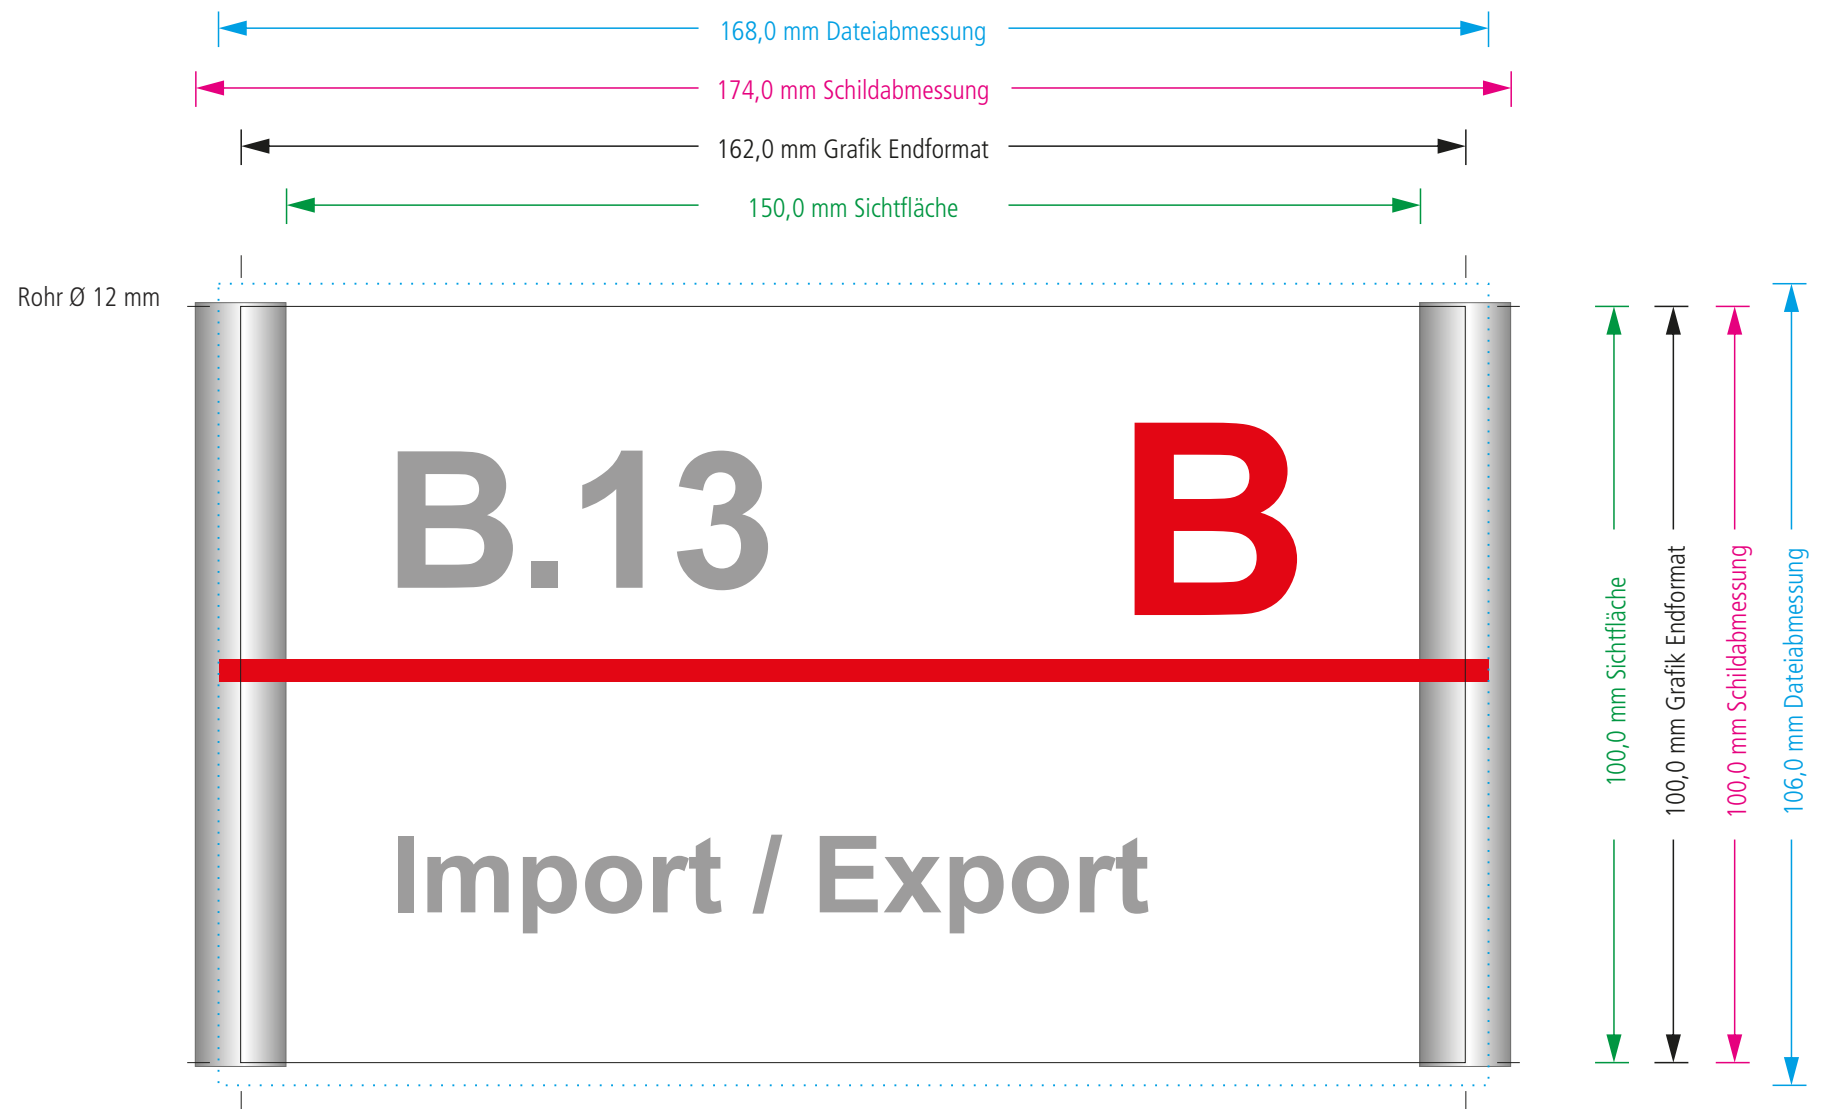 168,0 mm Dateiabmessung
174,0 mm Schildabmessung
162,0 mm Grafik Endformat
150,0 mm Sichtfläche
Rohr Ø 12 mm
B.13
B
Import / Export
100,0 mm Sichtfläche
100,0 mm Grafik Endformat
100,0 mm Schildabmessung
106,0 mm Dateiabmessung